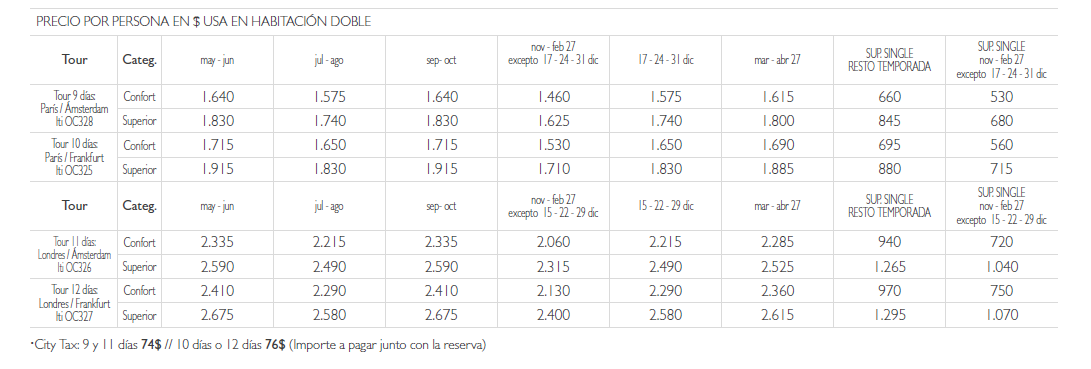 PRECIO POR PERSONA EN $ USA EN HABITACIÓN DOBLE
Tour Categ. may - jun jul - ago sep- oct nov - feb 27 excepto 17 - 24 - 31 dic 17 - 24 - 31 dic mar - abr 27 SUP. SINGLE RESTO TEMPORADA SUP. SINGLE nov - feb 27 excepto 17 - 24 - 31 dic
Tour 9 días: París / Ámsterdam Iti OC328
Confort 1.640 1.575 1.640 1.460 1.575 1.615 660 530
Superior 1.830 1.740 1.830 1.625 1.740 1.800 845 680
Tour 10 días: París / Frankfurt Iti OC325
Confort 1.715 1.650 1.715 1.530 1.650 1.690 695 560
Superior 1.915 1.830 1.915 1.710 1.830 1.885 880 715
Tour Categ. may - jun jul - ago sep- oct nov - feb 27 excepto 15 - 22 - 29 dic 15 - 22 - 29 dic mar - abr 27 SUP. SINGLE RESTO TEMPORADA SUP. SINGLE nov - feb 27 excepto 15 - 22 - 29 dic
Tour 11 días: Londres / Ámsterdam Iti OC326
Confort 2.335 2.215 2.335 2.060 2.215 2.285 940 720
Superior 2.590 2.490 2.590 2.315 2.490 2.525 1.265 1.040
Tour 12 días: Londres / Frankfurt Iti OC327
Confort 2.410 2.290 2.410 2.130 2.290 2.360 970 750
Superior 2.675 2.580 2.675 2.400 2.580 2.615 1.295 1.070
·City Tax: 9 y 11 días 74$ // 10 días o 12 días 76$ (Importe a pagar junto con la reserva)